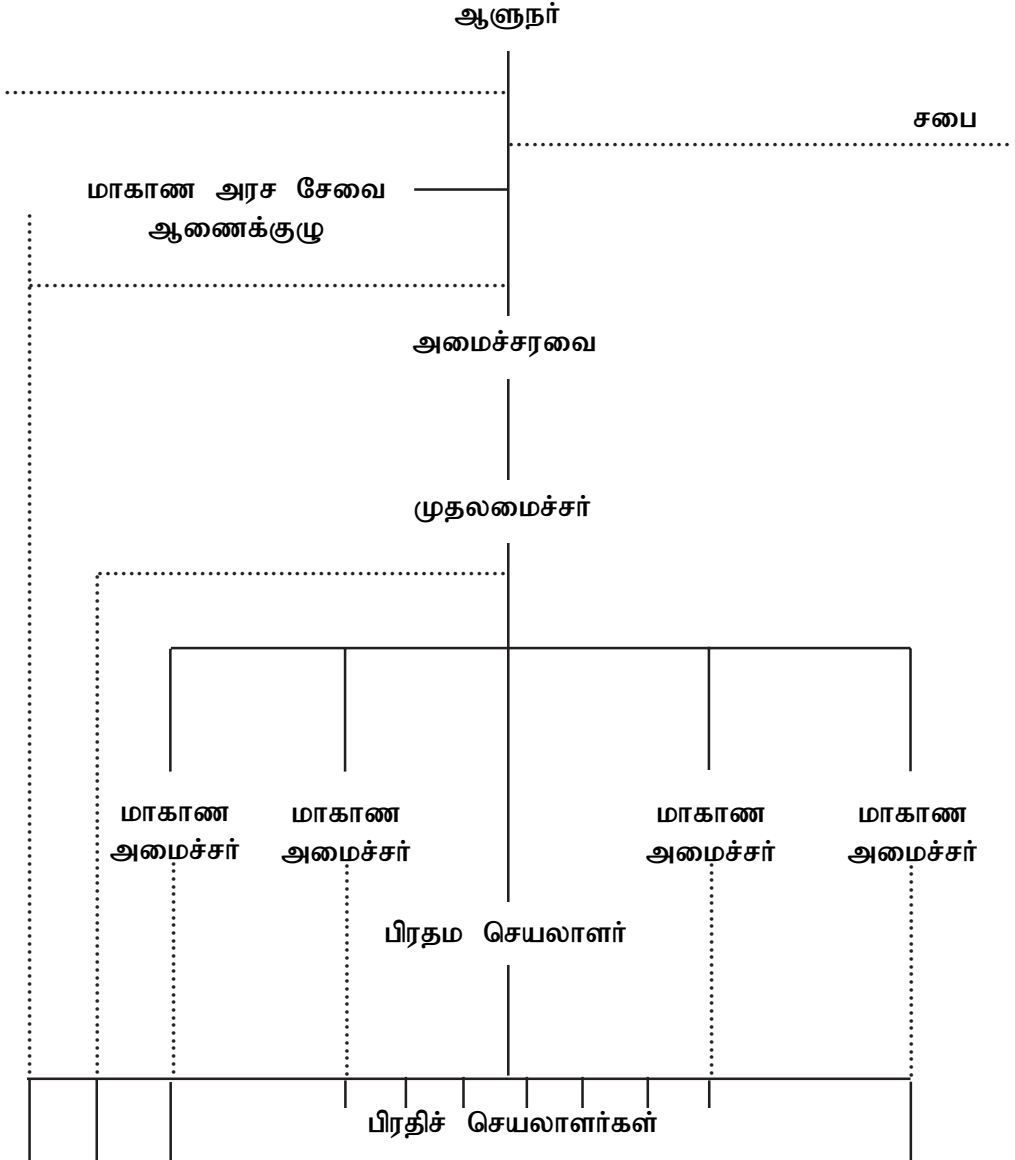 ஆளுநர்
சபை
மாகாண அரச சேவை
ஆணைக்குழு
அமைச்சரவை
முதலமைச்சர்
மாகாண மாகாண மாகாண மாகாண
அமைச்சர் அமைச்சர் அமைச்சர் அமைச்சர்
பிரதம செயலாளர்
பிரதிச் செயலாளர்கள்